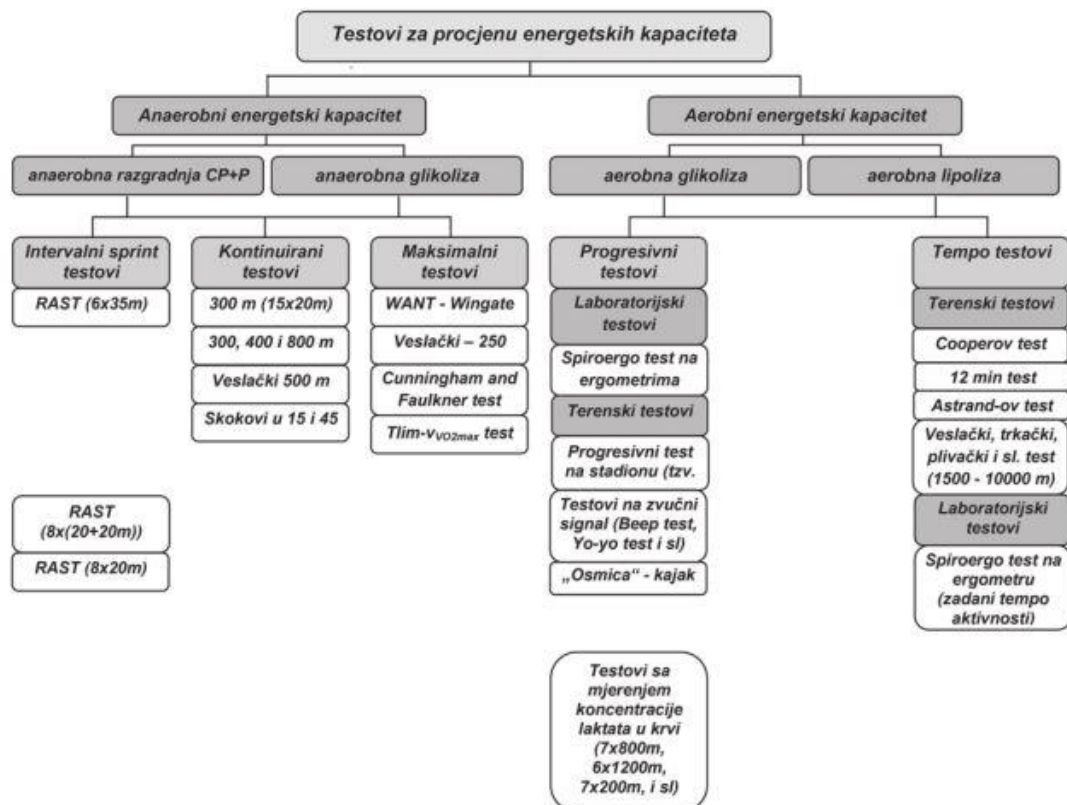 Testovi za procjenu energetskih kapaciteta
Anaerobni energetski kapacitet
Aerobni energetski kapacitet
anaerobna razgradnja CP+P
anaerobna glikoliza
aerobna glikoliza
aerobna lipoliza
Intervalni sprint
testovi
RAST (6x35m)
RAST
(8x(20+20m))
RAST (8x20m)
Kontinuirani
testovi
300 m (15x20m)
300, 400 i 800 m
Veslački 500 m
Skokovi u 15 i 45
Maksimalni
testovi
WANT - Wingate
Veslački – 250
Cunningham and
Faulkner test
Tlim-vVO2max test
Progresivni
testovi
Laboratorijski
testovi
Spiroergo test na
ergometrima
Terenski testovi
Progresivni test
na stadionu (tzv.
Testovi na zvučni
signal (Beep test,
Yo-yo test i sl)
„Osmica“ - kajak
Testovi sa
mjerenjem
koncentracije
laktata u krvi
(7x800m,
6x1200m,
7x200m, i sl)
Tempo testovi
Terenski testovi
Cooperov test
12 min test
Astrand-ov test
Veslački, trkački,
plivački i sl. test
(1500 - 10000 m)
Laboratorijski
testovi
Spiroergo test na
ergometru
(zadani tempo
aktivnosti)